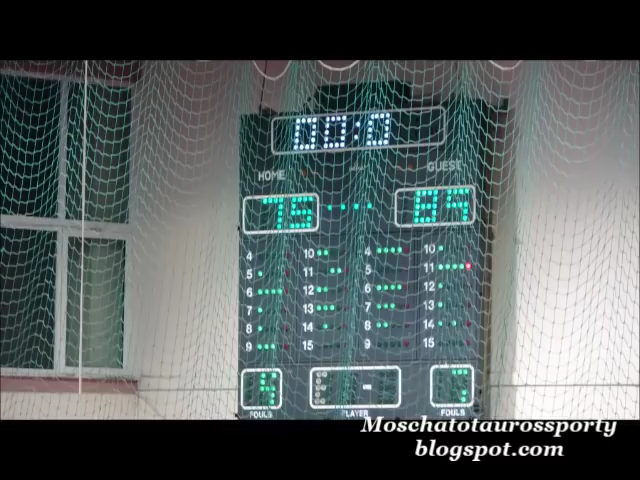 00:0
HOME GUEST
75 84
4 10 4 10
5 11 5 11
6 12 6 12
7 13 7 13
8 14 8 14
9 15 9 15
FOULS PLAYER FOULS
Moschatotaurossporty
blogspot.com